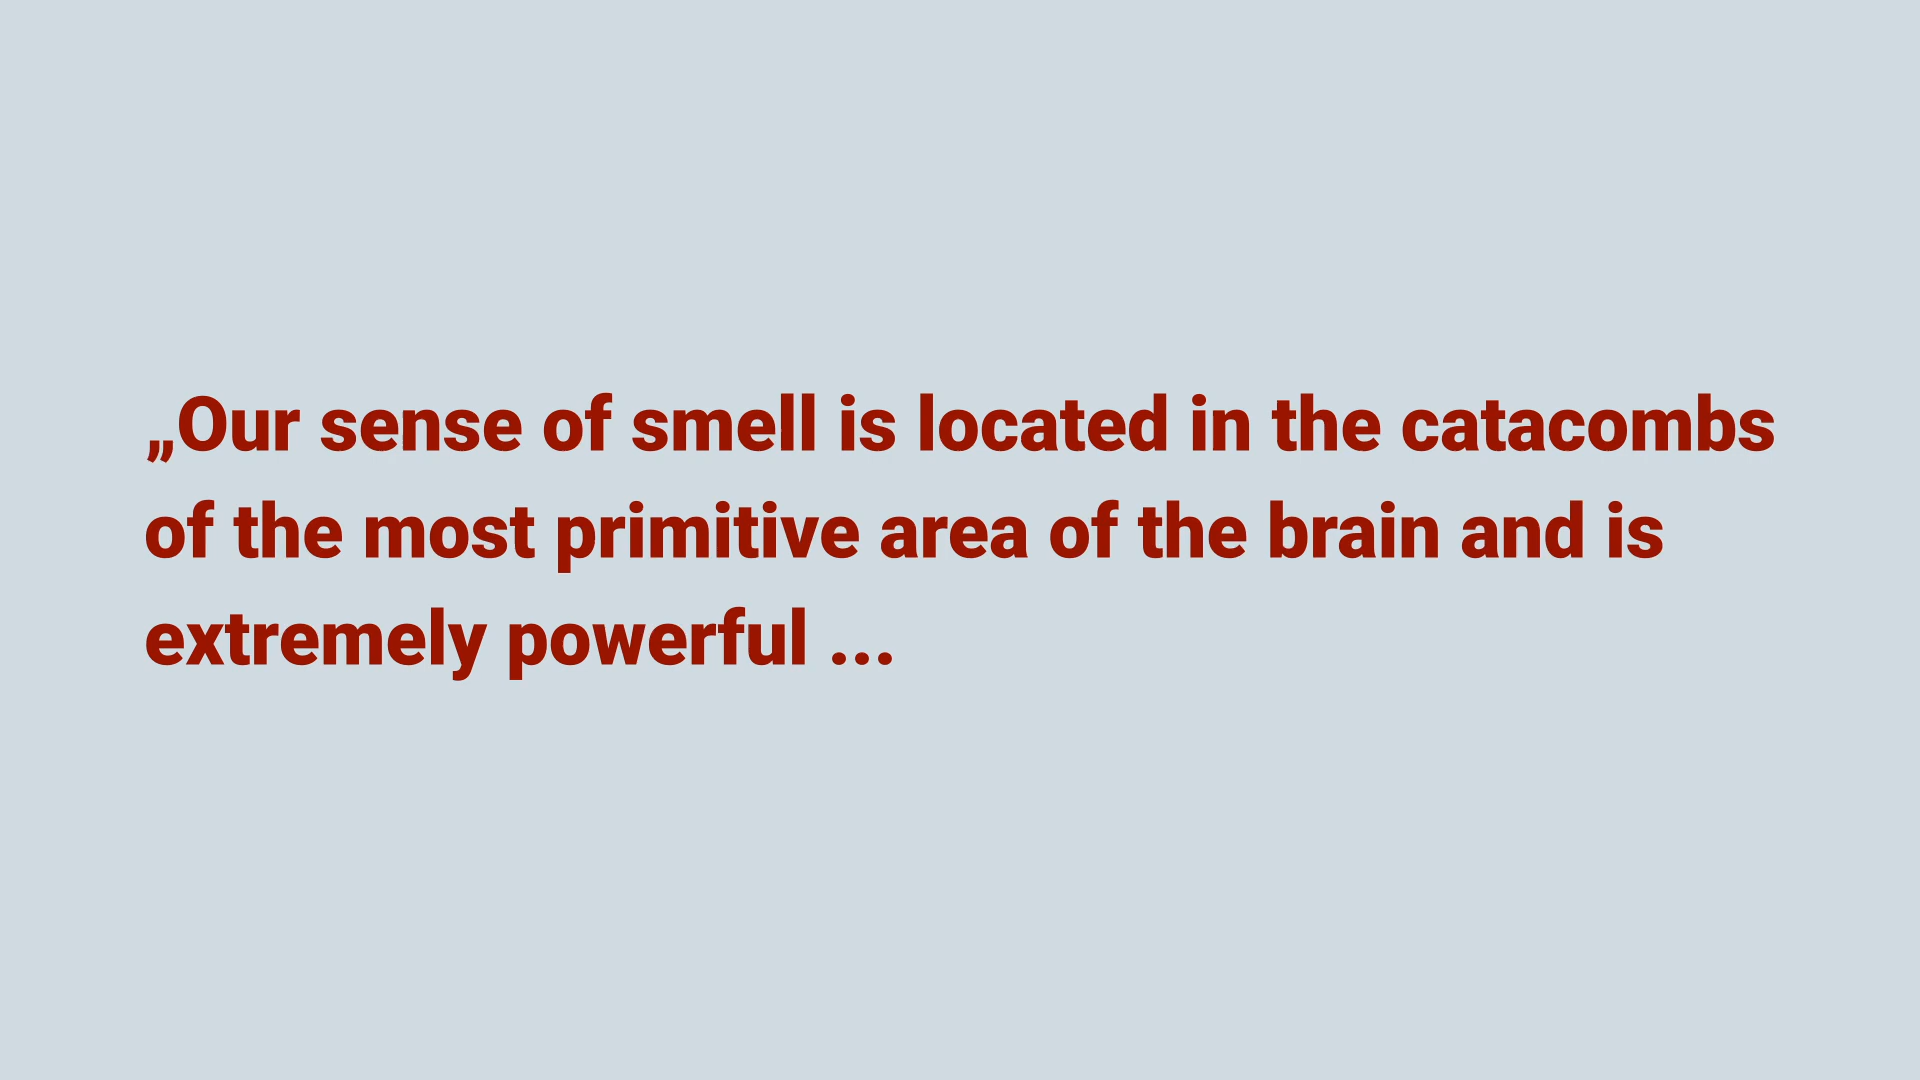 „Our sense of smell is located in the catacombs
of the most primitive area of the brain and is
extremely powerful ...